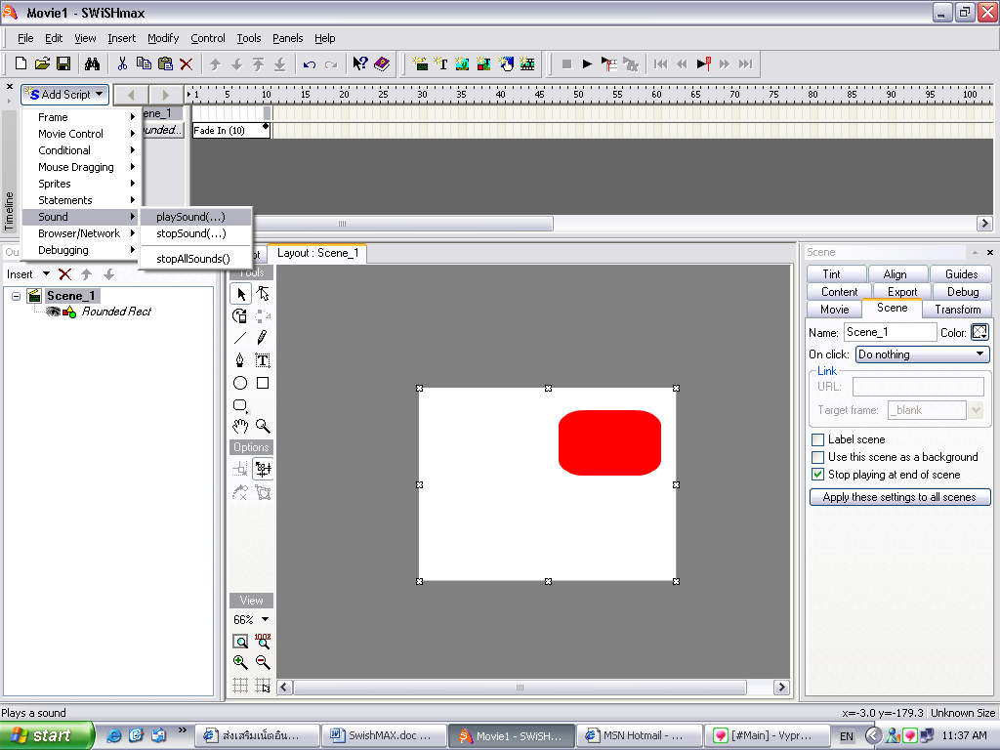 Movie1 - SWiSHmax
File Edit View Insert Modify Control Tools Panels Help
Add Script
1 5 10 15 20 25 30 35 40 45 50 55 60 65 70 75 80 85 90 95 100
ene_1
ounded..
Fade In (10)
Timeline
Frame
Movie Control
Conditional
Mouse Dragging
Sprites
Statements
Sound
Browser/Network
Debugging
playSound(...)
stopSound(...)
stopAllSounds()
Ou
Insert
Scene_1
Rounded Rect
pt
Layout : Scene_1
Tools
Options
View
66%
100%
Scene
Tint Align Guides
Content Export Debug
Movie Scene Transform
Name: Scene_1 Color:
On click: Do nothing
Link
URL:
Target frame: _blank
Label scene
Use this scene as a background
Stop playing at end of scene
Apply these settings to all scenes
Plays a sound
x=-3.0 y=-179.3 Unknown Size
start
»
ส่งเสริมเน็ตอิน...
SwishMAX.doc ...
Movie1 - SWiSH...
MSN Hotmail - ...
[#Main] - Vypr...
EN
11:37 AM